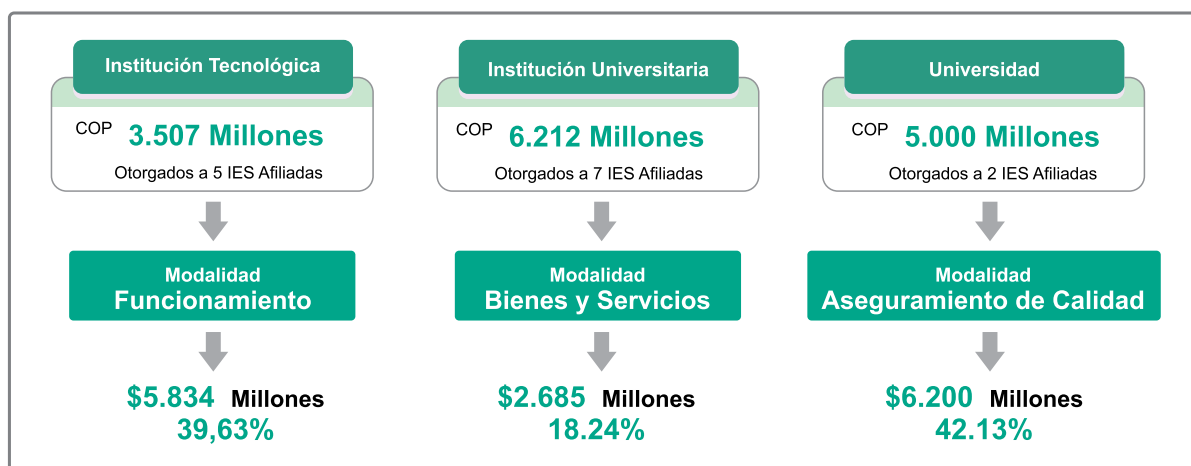 Institución Tecnológica
COP 3.507 Millones
Otorgados a 5 IES Afiliadas
Modalidad
Funcionamiento
$5.834 Millones
39,63%
Institución Universitaria
COP 6.212 Millones
Otorgados a 7 IES Afiliadas
Modalidad
Bienes y Servicios
$2.685 Millones
18.24%
Universidad
COP 5.000 Millones
Otorgados a 2 IES Afiliadas
Modalidad
Aseguramiento de Calidad
$6.200 Millones
42.13%